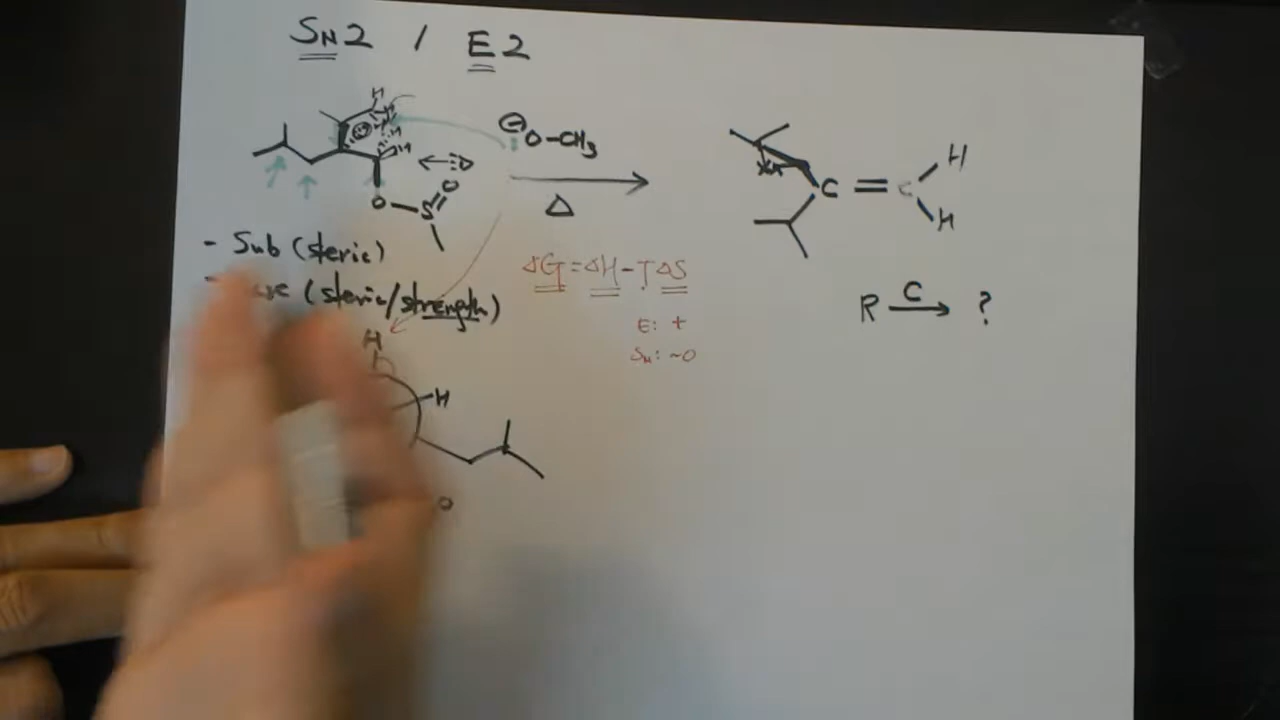 SN2 / E2
H
H
H
H
⊖O-CH3
O
O
S
Δ
C = C
H
H
- Sub (steric)
(steric/strength)
ΔG = ΔH - TΔS
E: +
SN: ~0
R C → ?
H
H
O